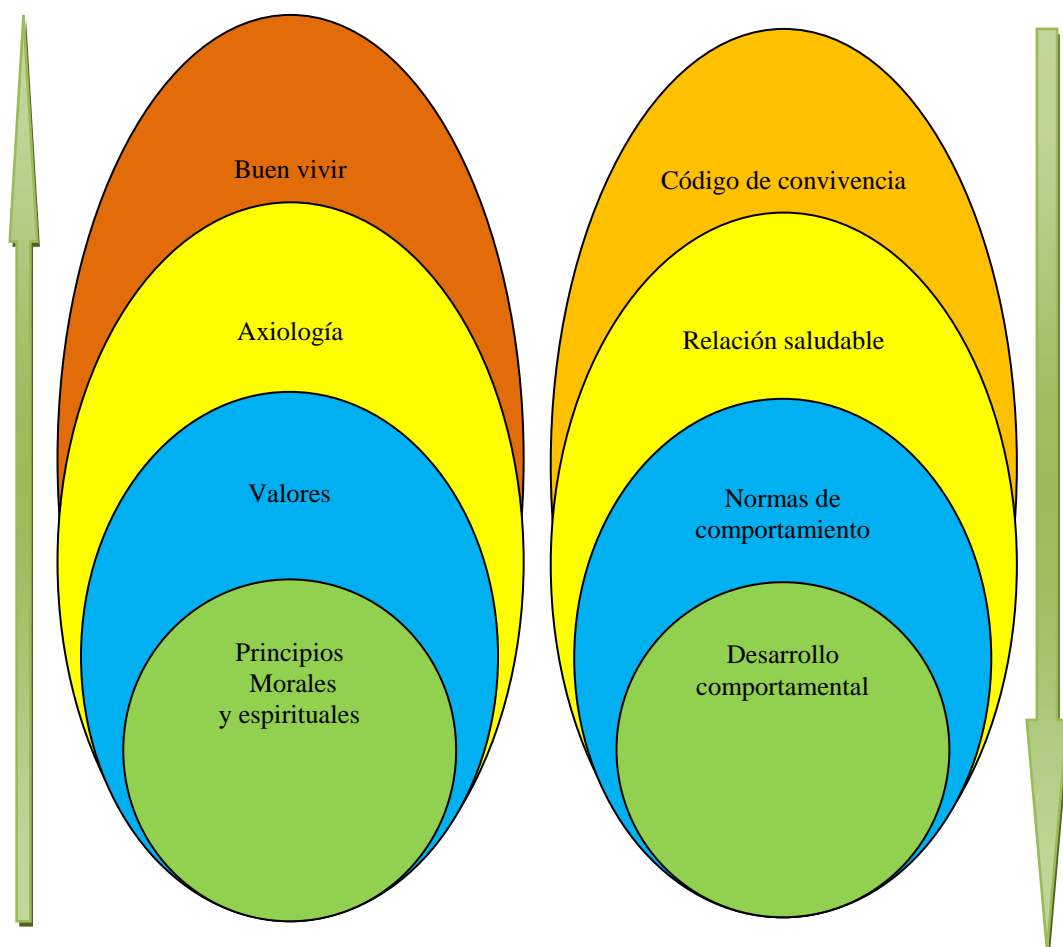 Buen vivir
Axiología
Valores
Principios
Morales
y espirituales
Código de convivencia
Relación saludable
Normas de
comportamiento
Desarrollo
comportamental